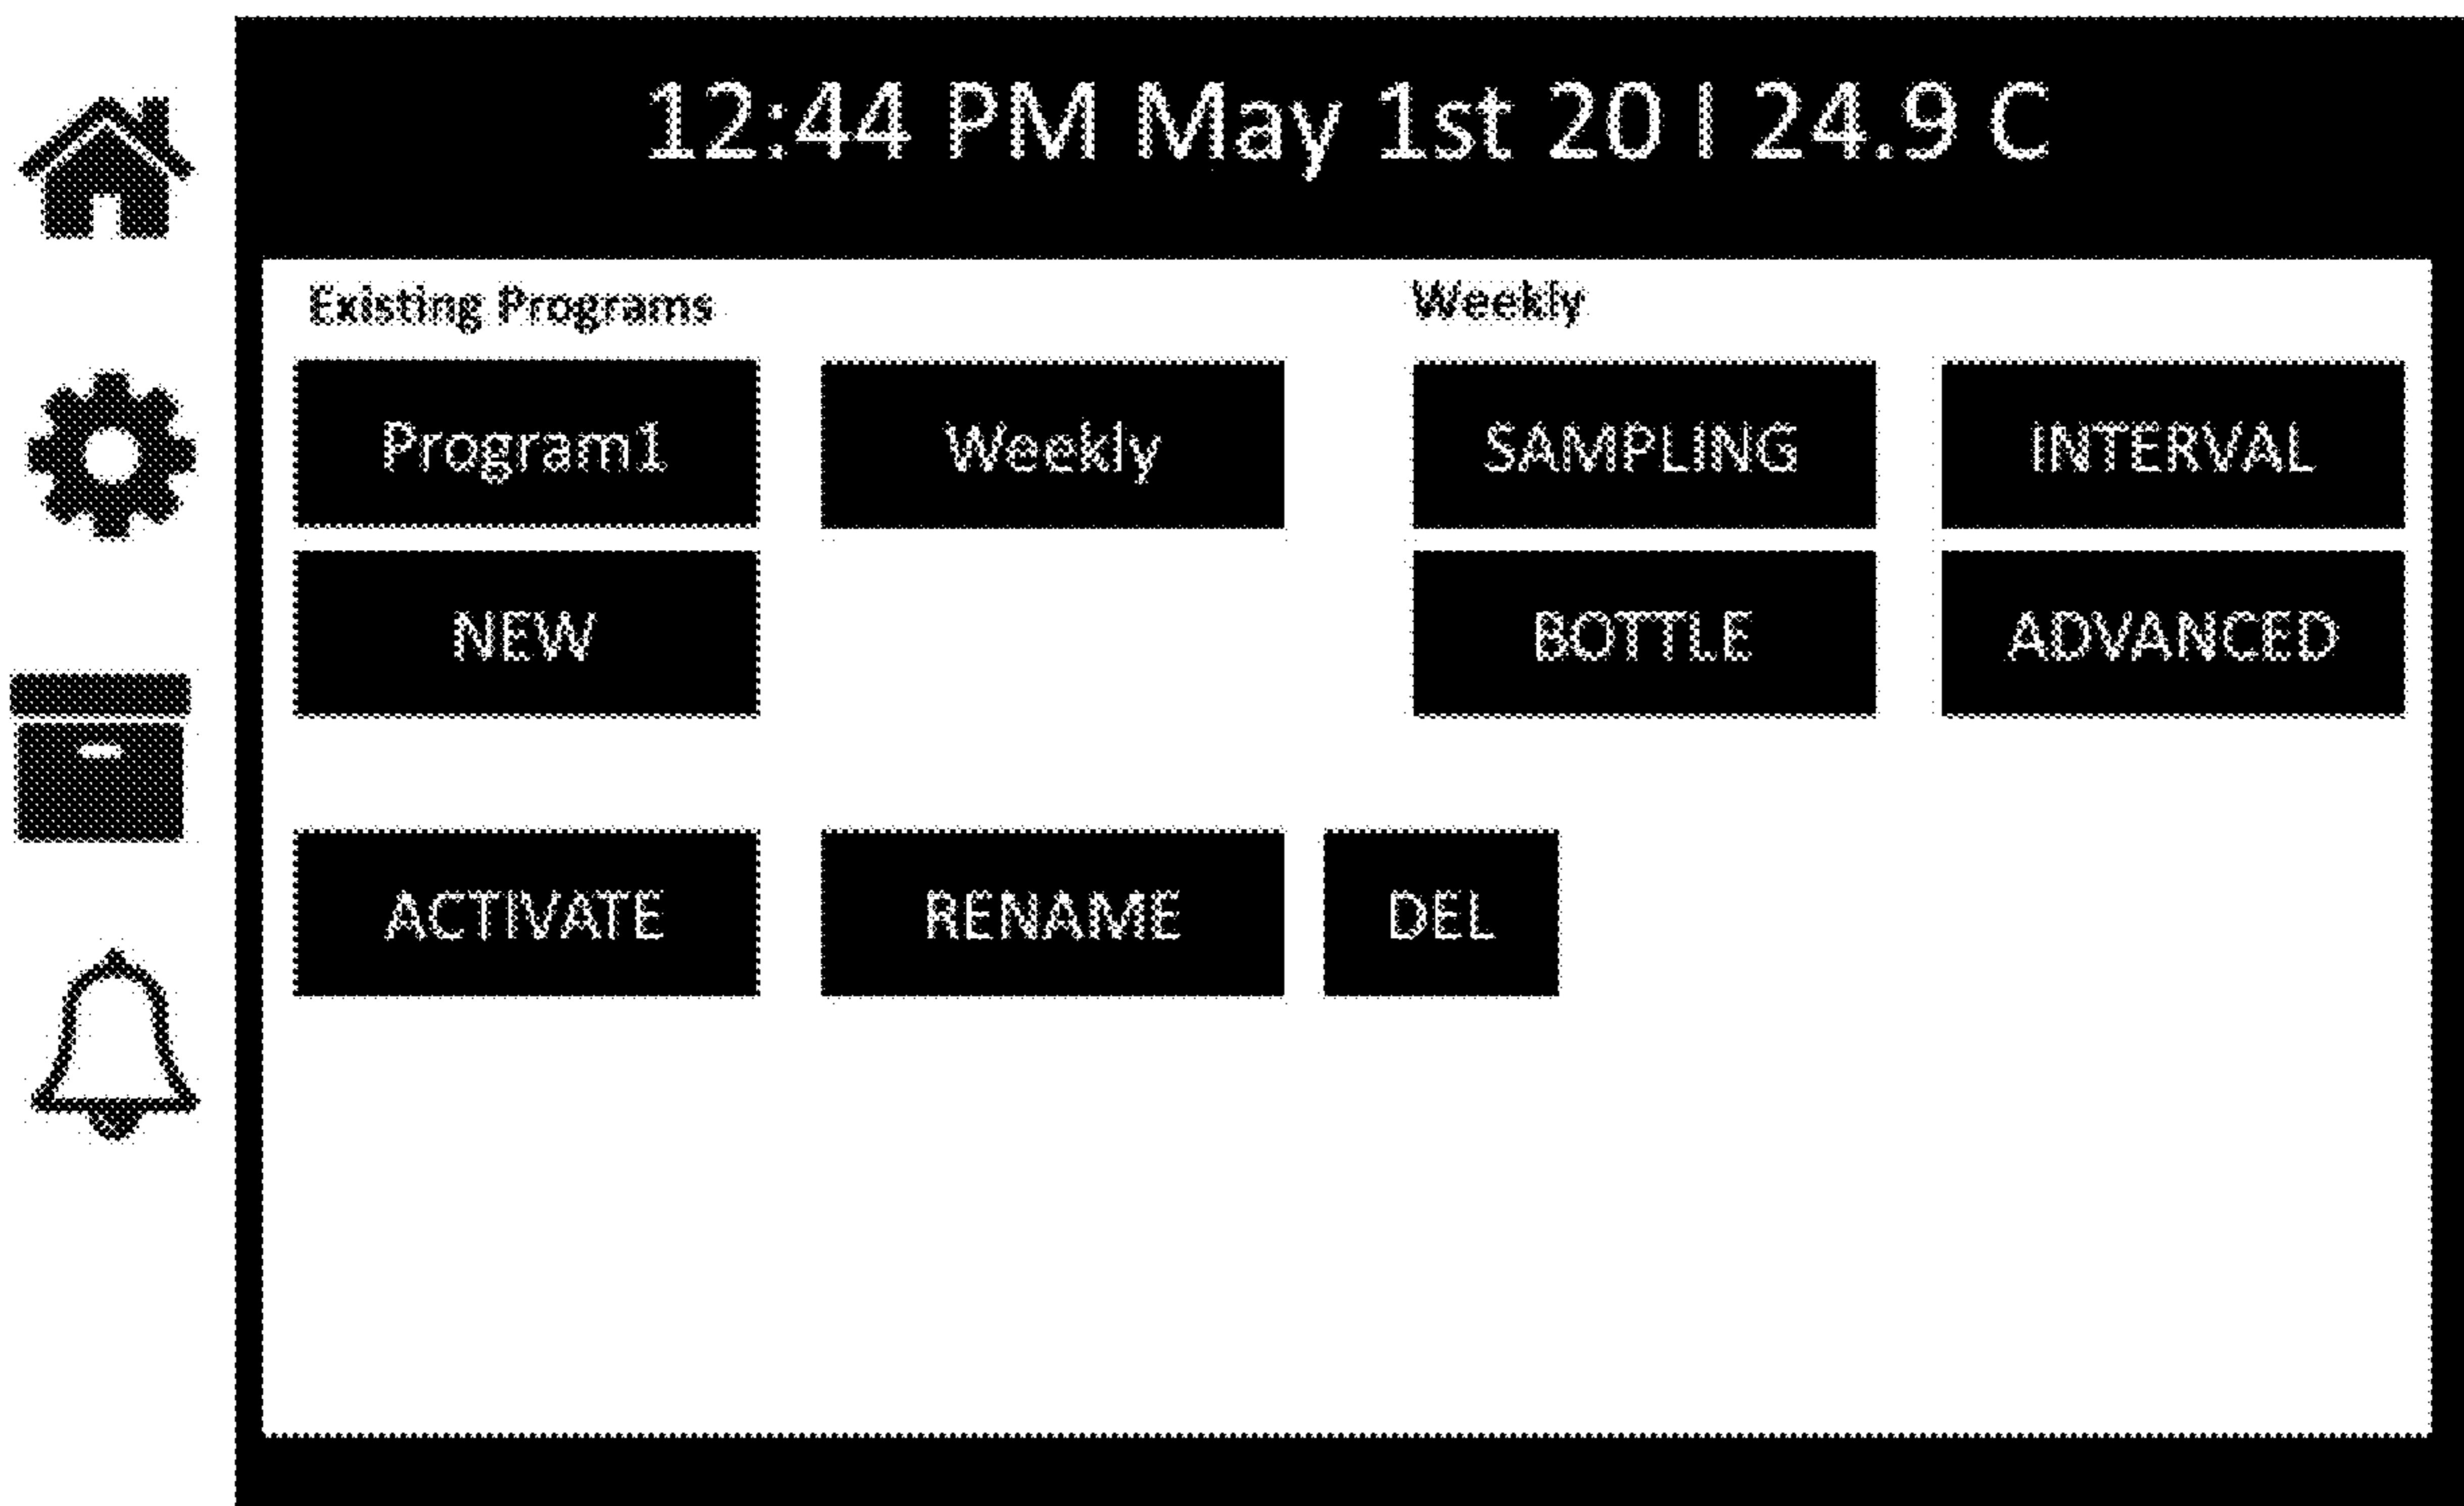 12:44 PM May 1st 20 I 24.9 C
Existing Programs
Weekly
Program1
Weekly
SAMPLING
INTERVAL
NEW
BOTTLE
ADVANCED
ACTIVATE
RENAME
DEL